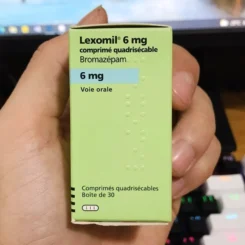 Lexomil® 6 mg
comprimé quadrisécable
Bromazépam
6 mg
Voie orale
Comprimés quadrisécables
Boîte de 30